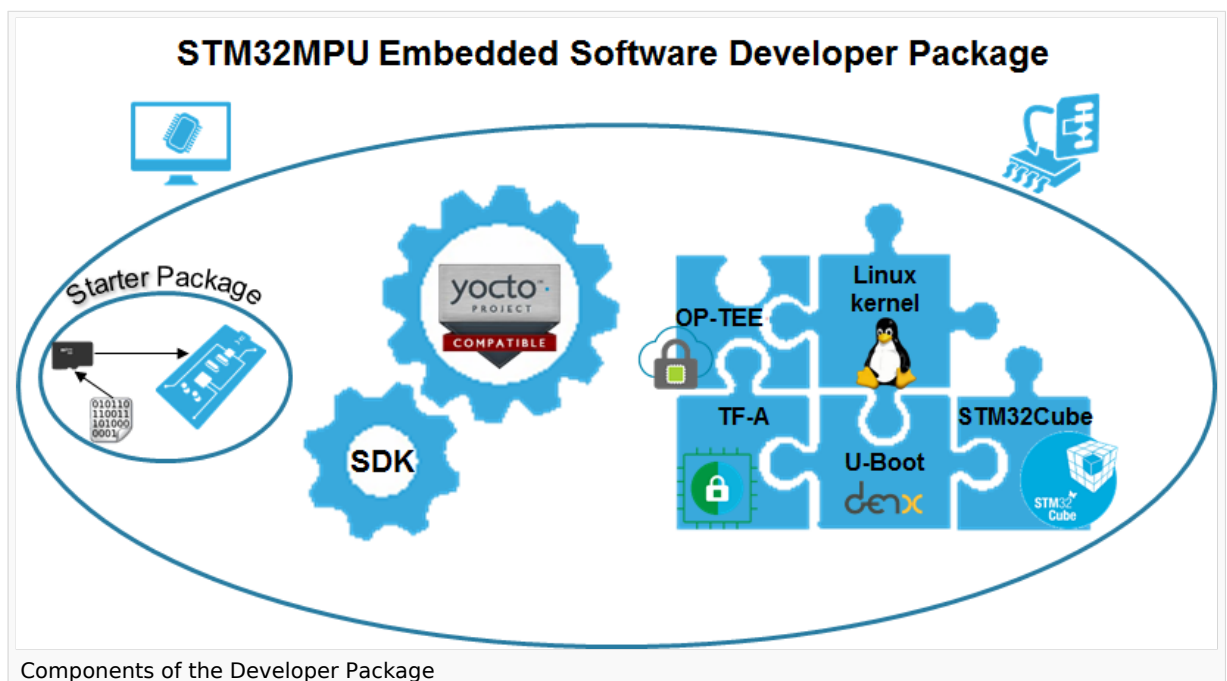 STM32MPU Embedded Software Developer Package
Starter Package
010110
110011
101000
0001
yocto™
PROJECT
COMPATIBLE
SDK
OP-TEE
Linux
kernel
TF-A
U-Boot
denx
STM32Cube
STM32
Cube
Components of the Developer Package